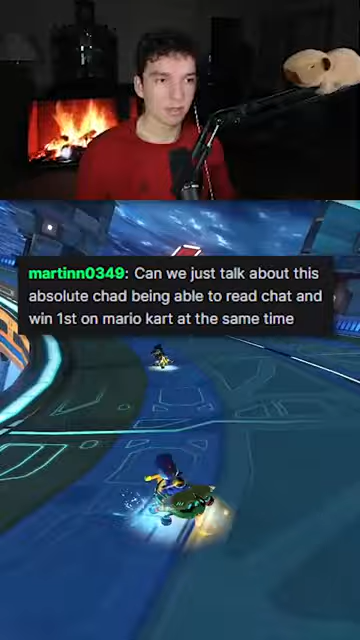 martinn0349: Can we just talk about this
absolute chad being able to read chat and
win 1st on mario kart at the same time